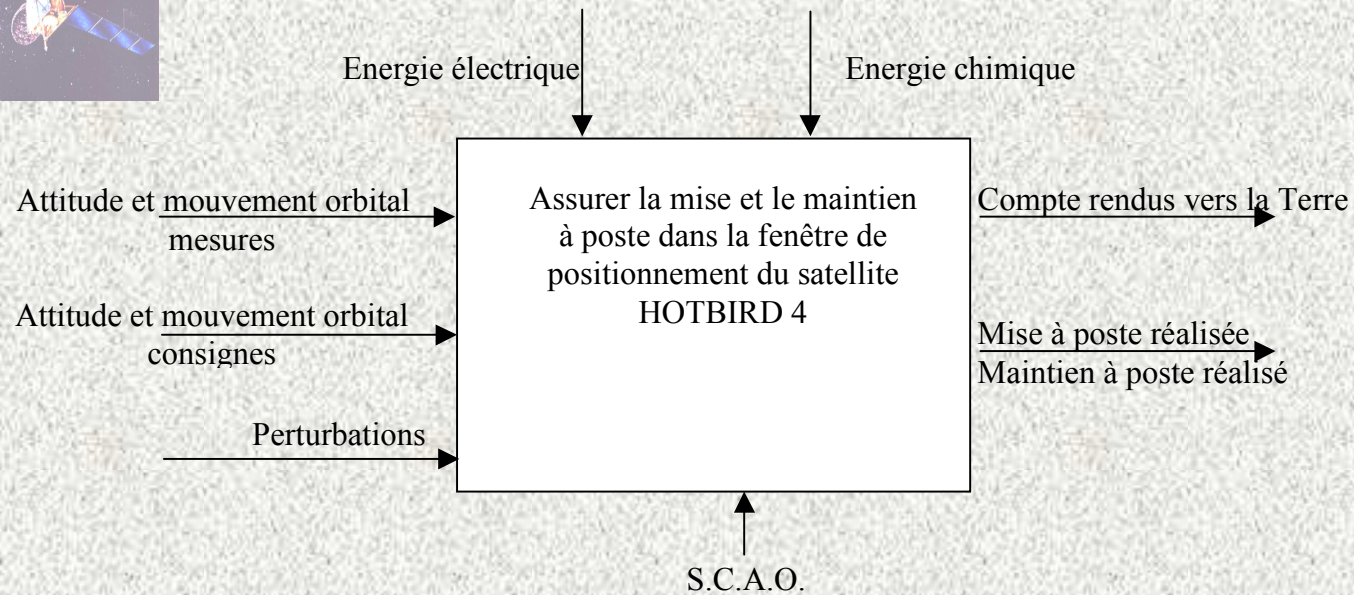 Energie électrique
Energie chimique
Attitude et mouvement orbital
mesures
Assurer la mise et le maintien
à poste dans la fenêtre de
positionnement du satellite
HOTBIRD 4
Compte rendus vers la Terre
Attitude et mouvement orbital
consignes
Mise à poste réalisée
Maintien à poste réalisé
Perturbations
S.C.A.O.